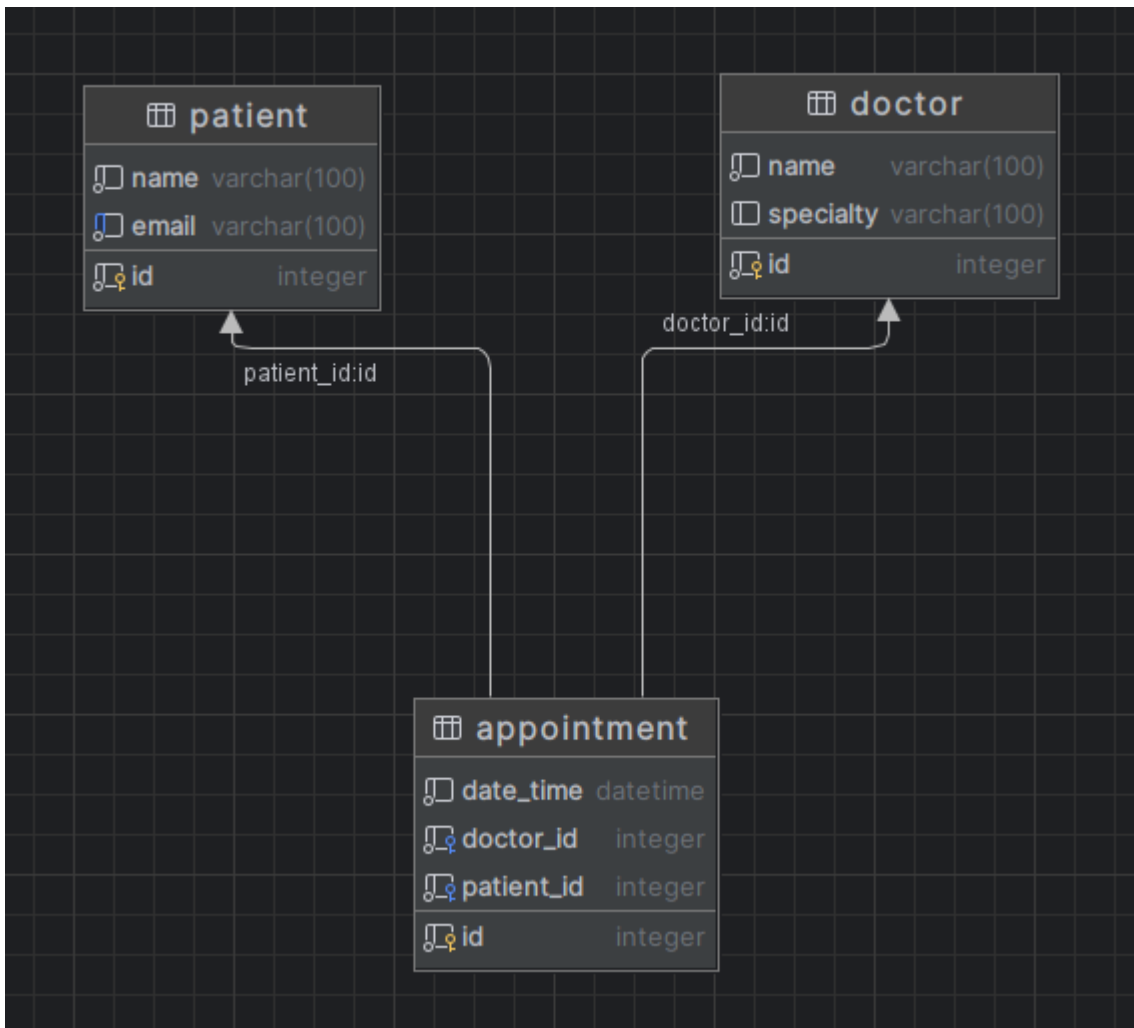 patient
name varchar(100)
email varchar(100)
id integer
doctor
name varchar(100)
specialty varchar(100)
id integer
doctor_id:id
patient_id:id
appointment
date_time datetime
doctor_id integer
patient_id integer
id integer